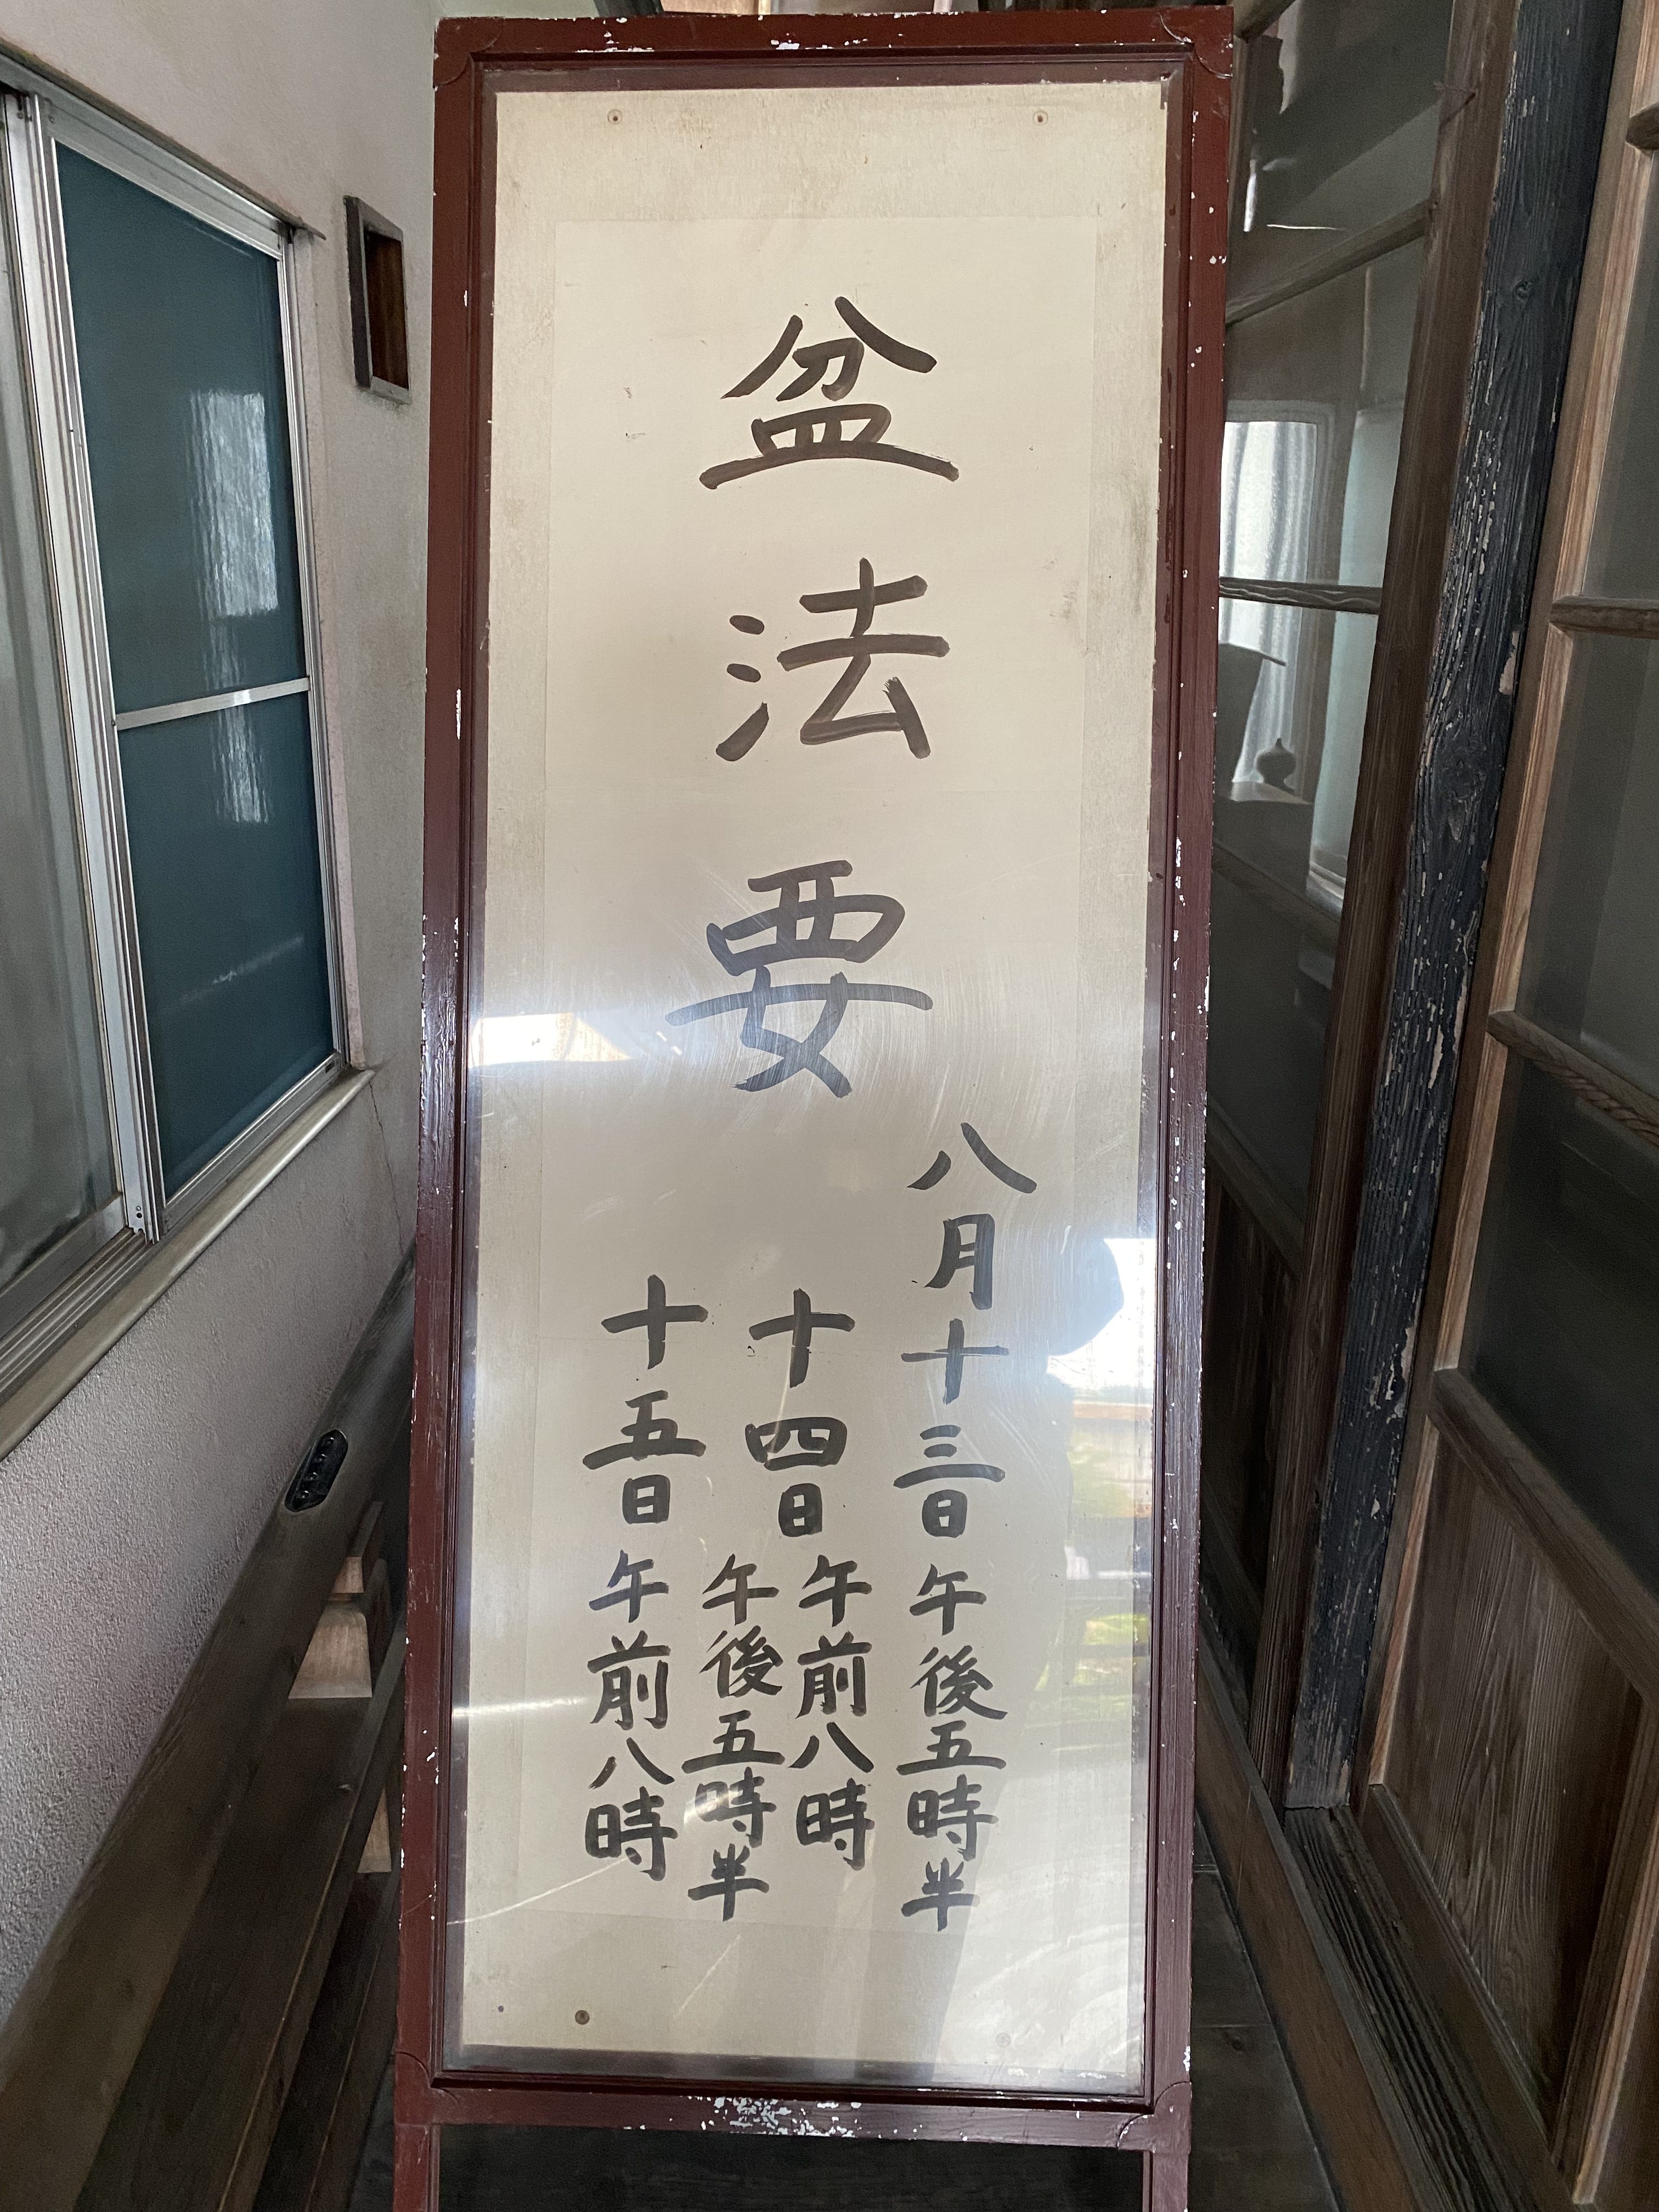 盆法要
八月十三日午後五時半
十四日午前八時
午後五時半
十五日午前八時